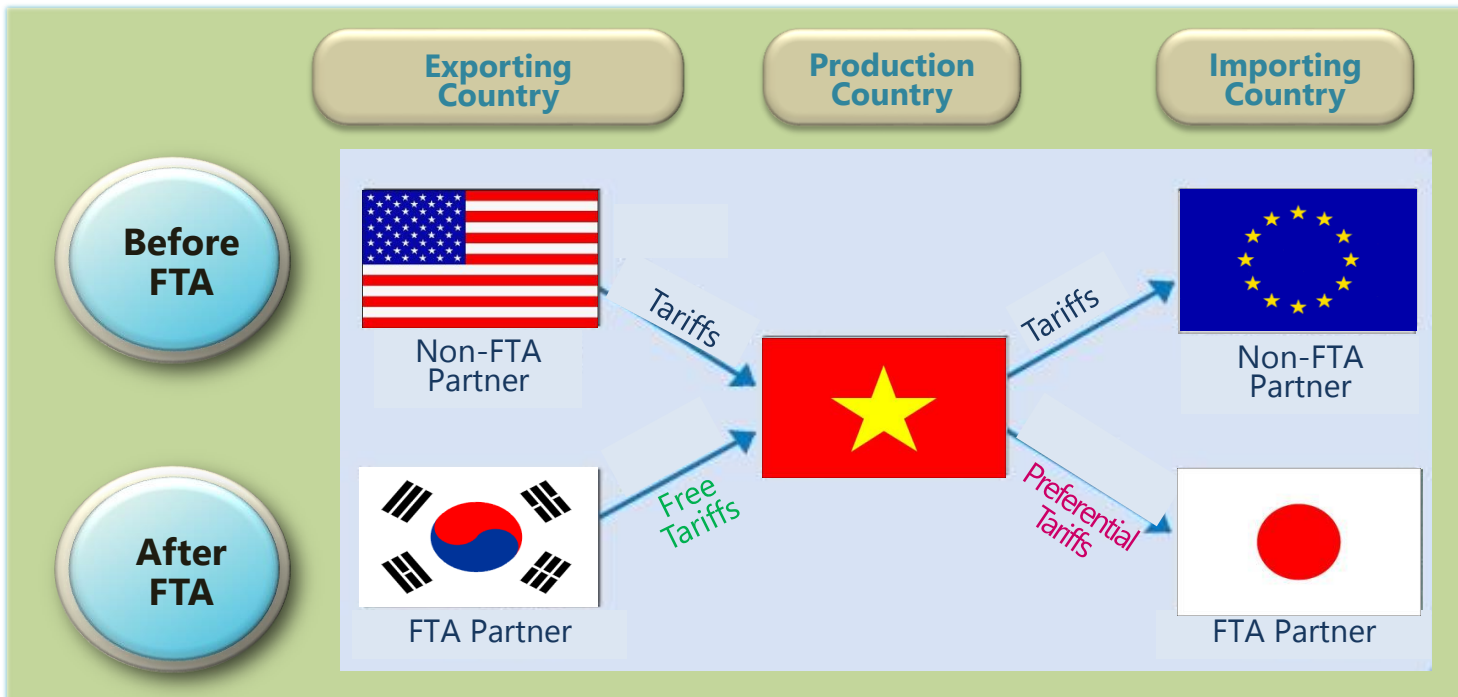 Exporting
Country
Production
Country
Importing
Country
Before
FTA
Tariffs
Tariffs
Non-FTA
Partner
Non-FTA
Partner
After
FTA
Free
Tariffs
Preferential
Tariffs
FTA Partner
FTA Partner